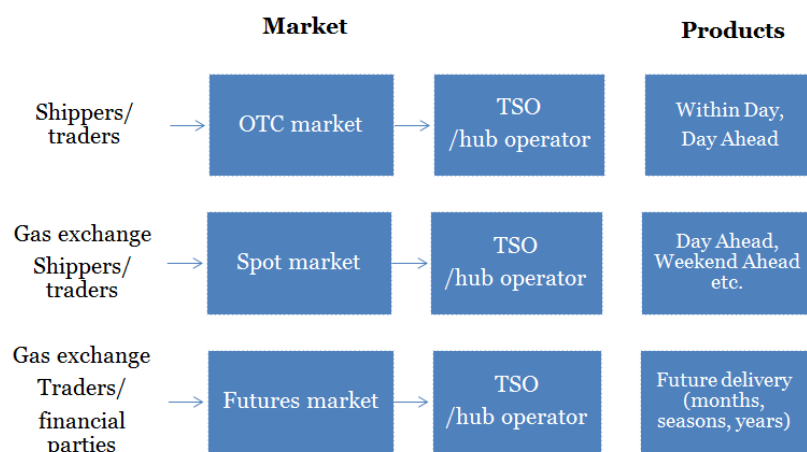 Market
Products
Shippers/
traders
OTC market
TSO
/hub operator
Within Day,
Day Ahead
Gas exchange
Shippers/
traders
Spot market
TSO
/hub operator
Day Ahead,
Weekend Ahead
etc.
Gas exchange
Traders/
financial
parties
Futures market
TSO
/hub operator
Future delivery
(months,
seasons, years)